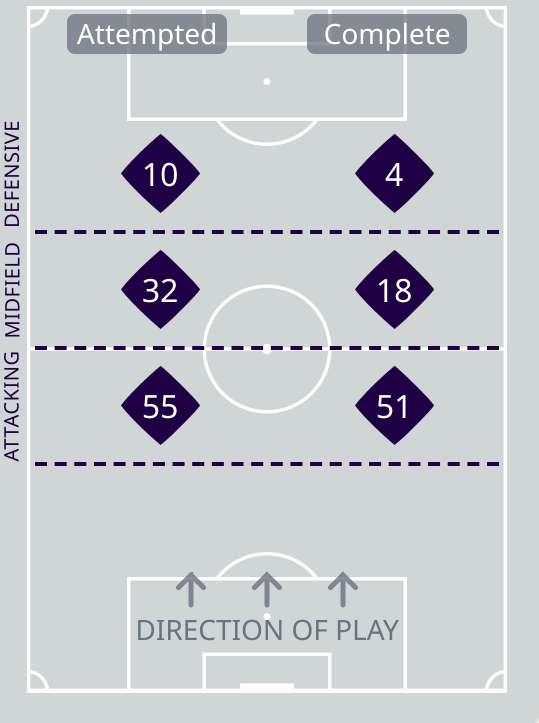 Attempted Complete
DEFENSIVE
10 4
MIDFIELD
32 18
ATTACKING
55 51
DIRECTION OF PLAY